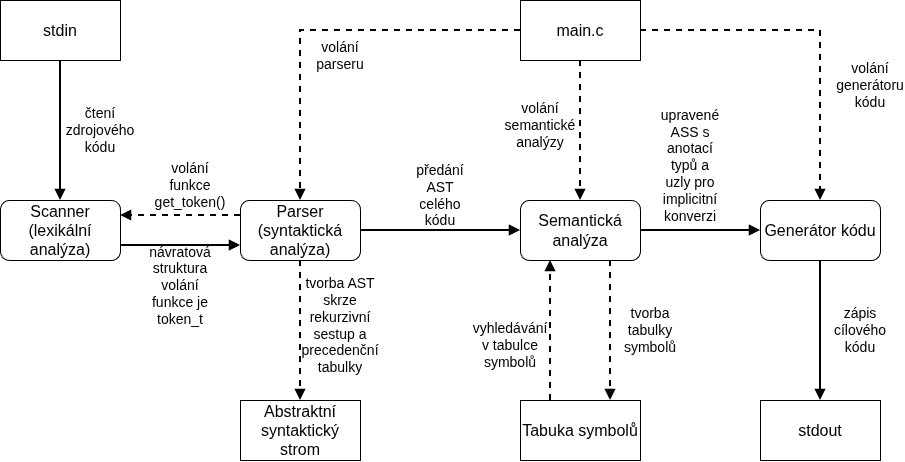 stdin
main.c
volání
parseru
volání
generátoru
kódu
čtení
zdrojového
kódu
volání
semantické
analýzy
upravené
ASS s
anotací
typů a
uzly pro
implicitní
konverzi
volání
funkce
get_token()
předání
AST
celého
kódu
Scanner
(lexikální
analýza)
Parser
(syntaktická
analýza)
Semantická
analýza
Generátor kódu
návratová
struktura
volání
funkce je
token_t
tvorba AST
skrze
rekurzivní
sestup a
precedenční
tabulky
vyhledávání
v tabulce
symbolů
tvorba
tabulky
symbolů
zápis
cílového
kódu
Abstraktní
syntaktický
strom
Tabuka symbolů
stdout